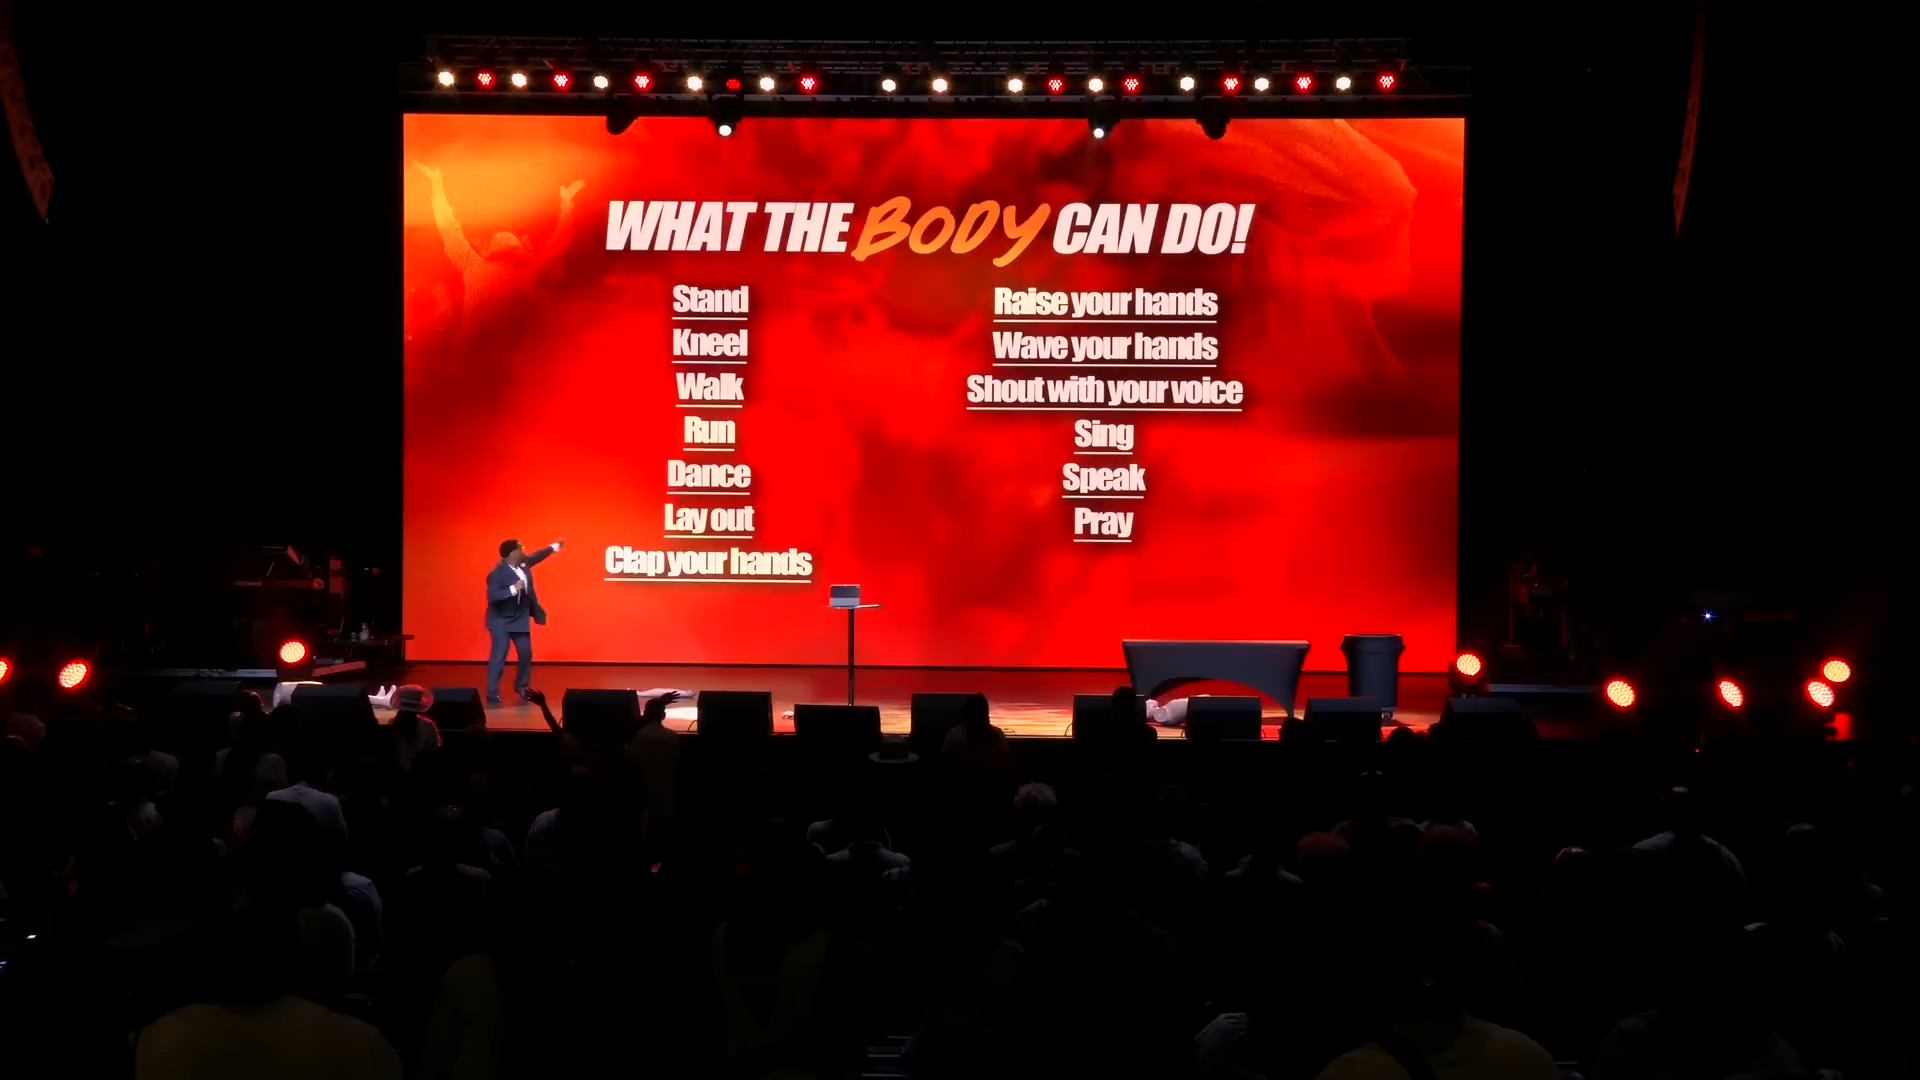 WHAT THE BODY CAN DO!
Stand
Kneel
Walk
Run
Dance
Lay out
Clap your hands
Raise your hands
Wave your hands
Shout with your voice
Sing
Speak
Pray